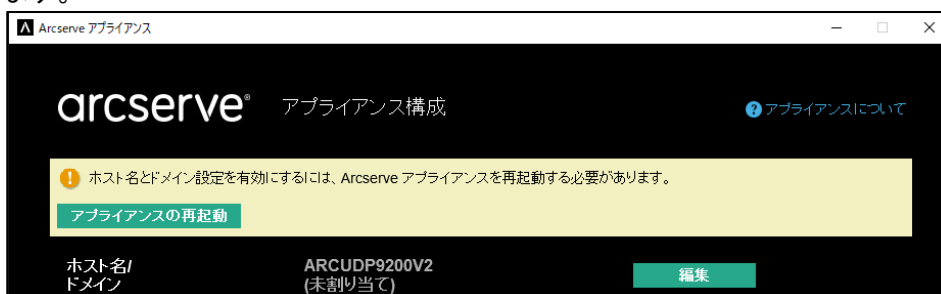 ます。
Arcserve アプライアンス
arcserve® アプライアンス構成
? アプライアンスについて
! ホスト名とドメイン設定を有効にするには、Arcserve アプライアンスを再起動する必要があります。
アプライアンスの再起動
ホスト名/ ARCUDP9200V2 編集
ドメイン (未割り当て)